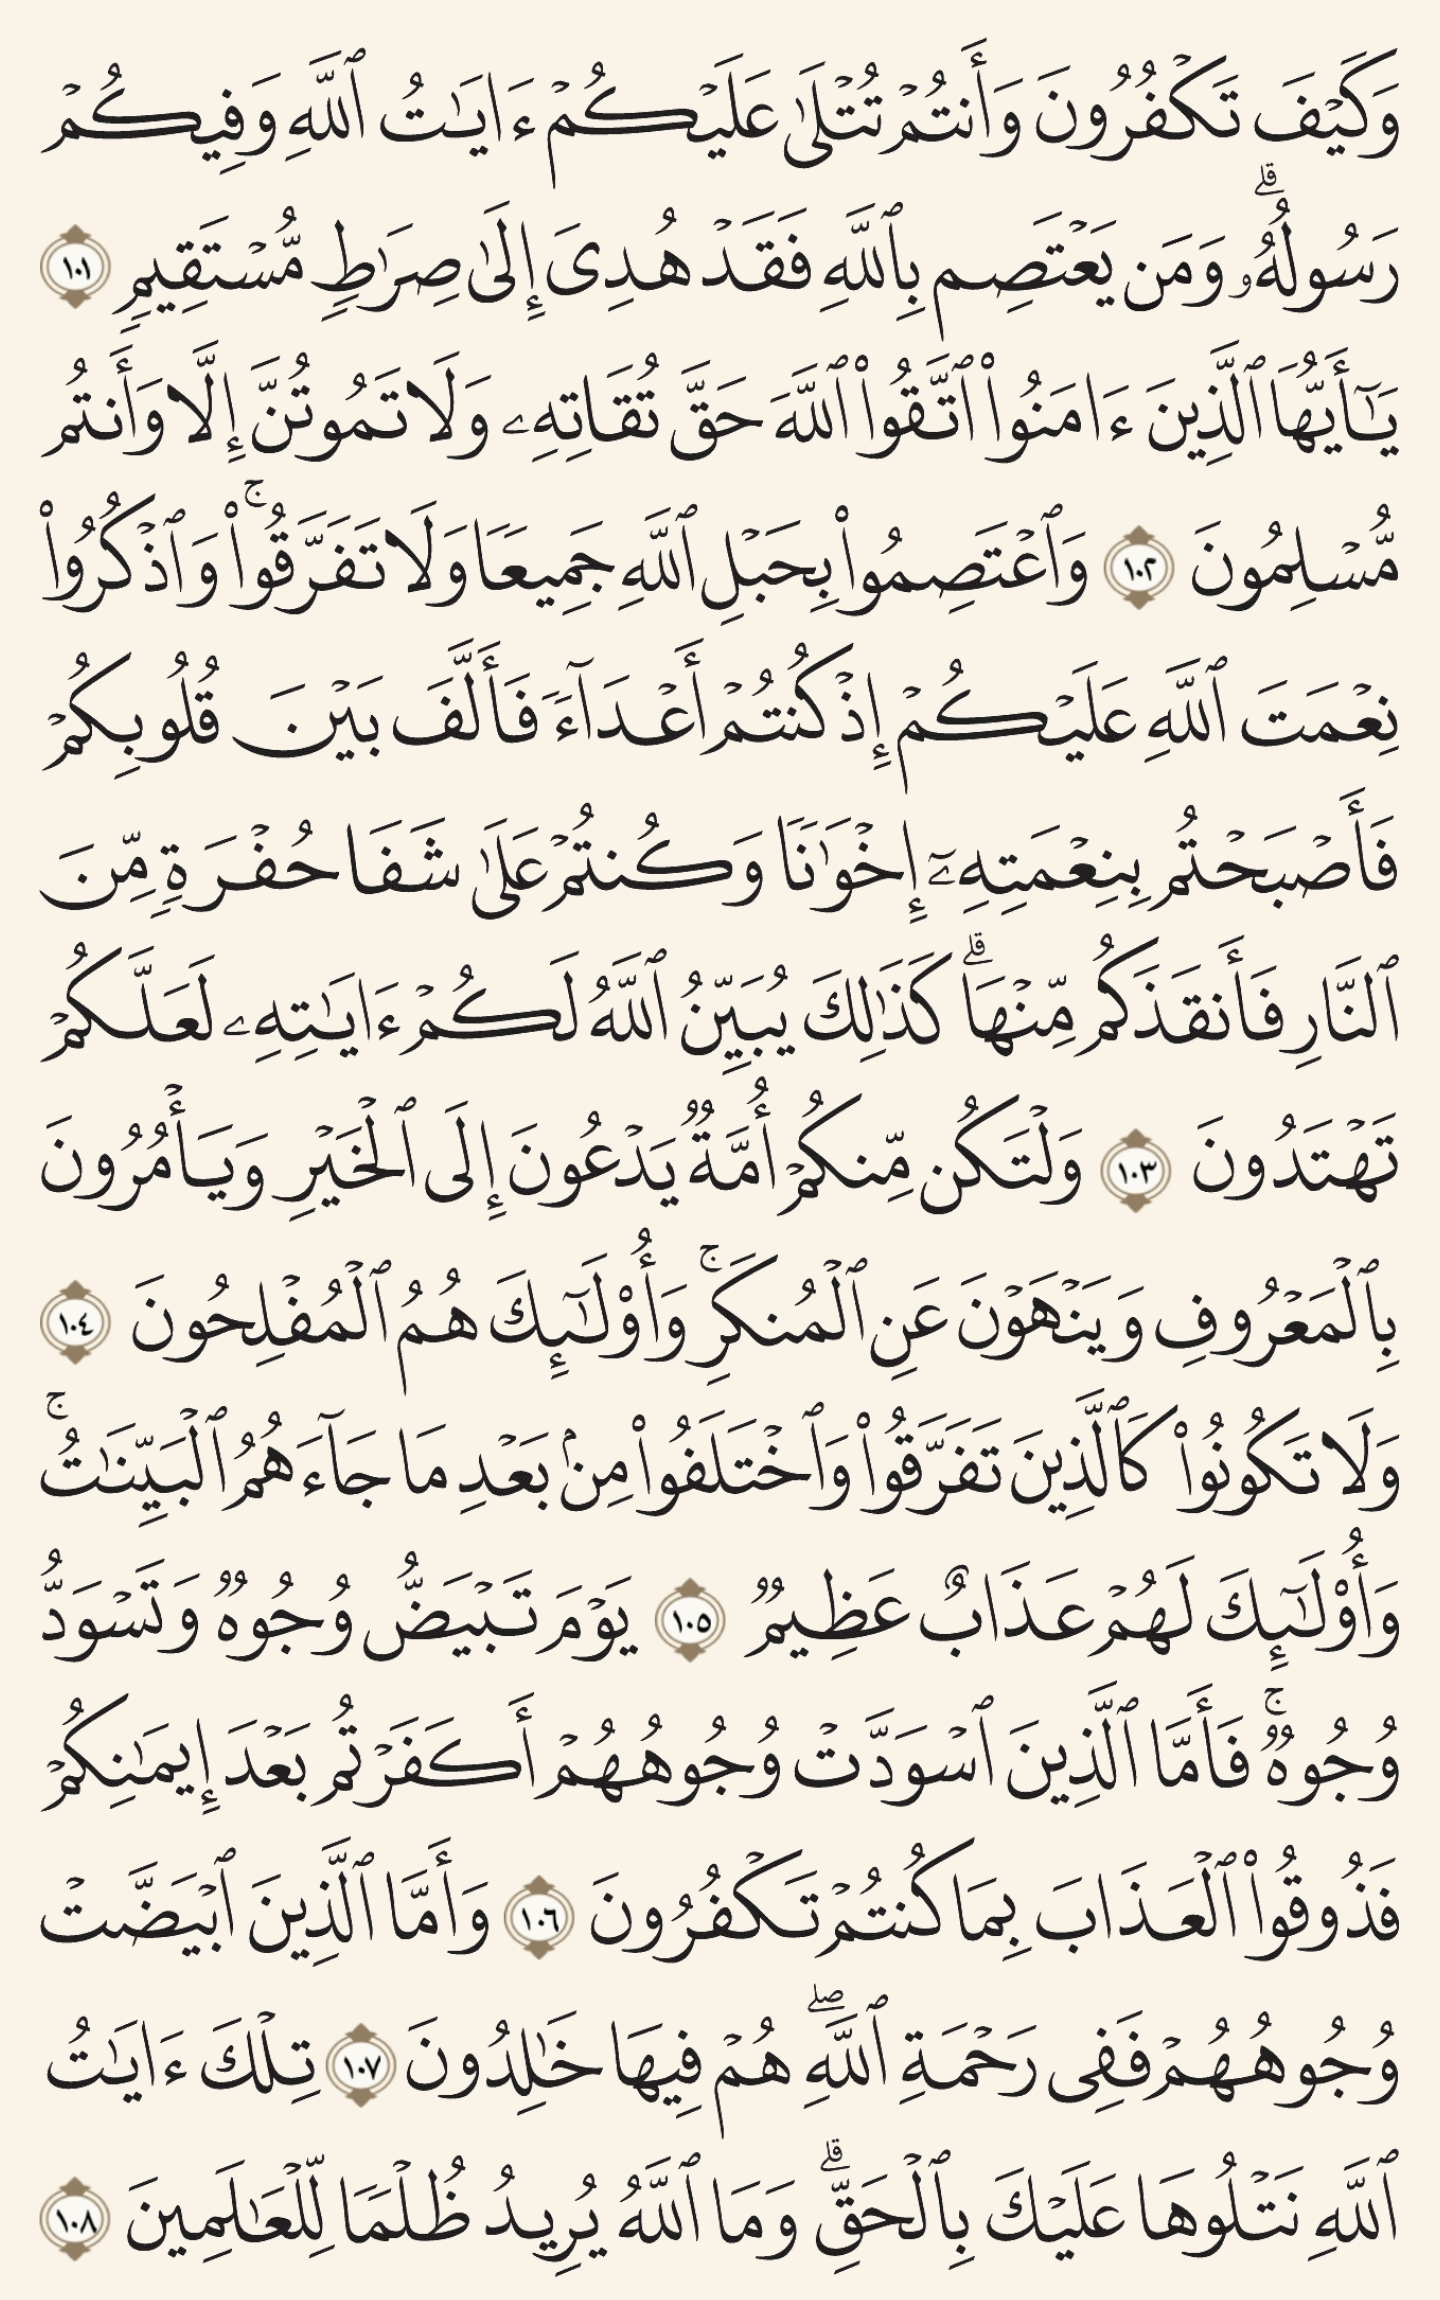 وَكَيْفَ تَكْفُرُونَ وَأَنتُمْ تُتْلَىٰ عَلَيْكُمْ ءَايَـٰتُ ٱللَّهِ وَفِيكُمْ
رَسُولُهُۥ ۗ وَمَن يَعْتَصِم بِٱللَّهِ فَقَدْ هُدِىَ إِلَىٰ صِرَٰطٍ مُّسْتَقِيمٍ ١٠١
يَـٰٓأَيُّهَا ٱلَّذِينَ ءَامَنُوا۟ ٱتَّقُوا۟ ٱللَّهَ حَقَّ تُقَاتِهِۦ وَلَا تَمُوتُنَّ إِلَّا وَأَنتُم
مُّسْلِمُونَ ١٠٢ وَٱعْتَصِمُوا۟ بِحَبْلِ ٱللَّهِ جَمِيعًا وَلَا تَفَرَّقُوا۟ ۚ وَٱذْكُرُوا۟
نِعْمَتَ ٱللَّهِ عَلَيْكُمْ إِذْ كُنتُمْ أَعْدَآءً فَأَلَّفَ بَيْنَ قُلُوبِكُمْ
فَأَصْبَحْتُم بِنِعْمَتِهِۦٓ إِخْوَٰنًا وَكُنتُمْ عَلَىٰ شَفَا حُفْرَةٍ مِّنَ
ٱلنَّارِ فَأَنقَذَكُم مِّنْهَا ۗ كَذَٰلِكَ يُبَيِّنُ ٱللَّهُ لَكُمْ ءَايَـٰتِهِۦ لَعَلَّكُمْ
تَهْتَدُونَ ١٠٣ وَلْتَكُن مِّنكُمْ أُمَّةٌ يَدْعُونَ إِلَى ٱلْخَيْرِ وَيَأْمُرُونَ
بِٱلْمَعْرُوفِ وَيَنْهَوْنَ عَنِ ٱلْمُنكَرِ ۚ وَأُو۟لَـٰٓئِكَ هُمُ ٱلْمُفْلِحُونَ ١٠٤
وَلَا تَكُونُوا۟ كَٱلَّذِينَ تَفَرَّقُوا۟ وَٱخْتَلَفُوا۟ مِنۢ بَعْدِ مَا جَآءَهُمُ ٱلْبَيِّنَـٰتُ ۚ
وَأُو۟لَـٰٓئِكَ لَهُمْ عَذَابٌ عَظِيمٌ ١٠٥ يَوْمَ تَبْيَضُّ وُجُوهٌ وَتَسْوَدُّ
وُجُوهٌ ۚ فَأَمَّا ٱلَّذِينَ ٱسْوَدَّتْ وُجُوهُهُمْ أَكَفَرْتُم بَعْدَ إِيمَـٰنِكُمْ
فَذُوقُوا۟ ٱلْعَذَابَ بِمَا كُنتُمْ تَكْفُرُونَ ١٠٦ وَأَمَّا ٱلَّذِينَ ٱبْيَضَّتْ
وُجُوهُهُمْ فَفِى رَحْمَةِ ٱللَّهِ ۖ هُمْ فِيهَا خَـٰلِدُونَ ١٠٧ تِلْكَ ءَايَـٰتُ
ٱللَّهِ نَتْلُوهَا عَلَيْكَ بِٱلْحَقِّ ۗ وَمَا ٱللَّهُ يُرِيدُ ظُلْمًا لِّلْعَـٰلَمِينَ ١٠٨